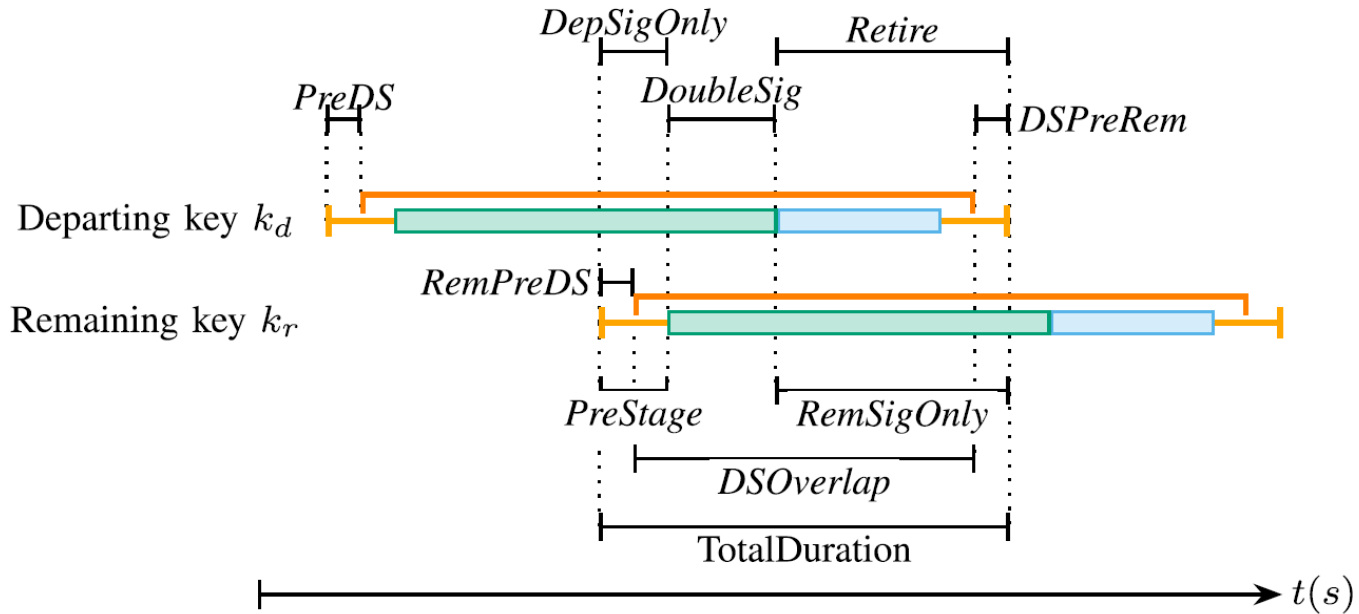 DepSigOnly
Retire
PreDS
DoubleSig
DSPreRem
Departing key k_d
RemPreDS
Remaining key k_r
PreStage
RemSigOnly
DSOverlap
TotalDuration
t(s)